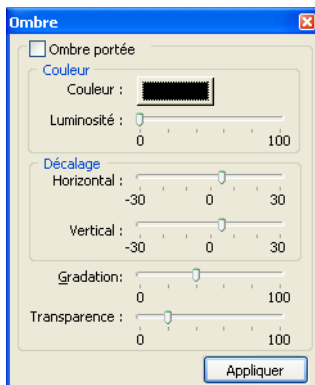 Ombre
Ombre portée
Couleur
Couleur :
Luminosité :
0 100
Décalage
Horizontal :
-30 0 30
Vertical :
-30 0 30
Gradation:
0 100
Transparence :
0 100
Appliquer